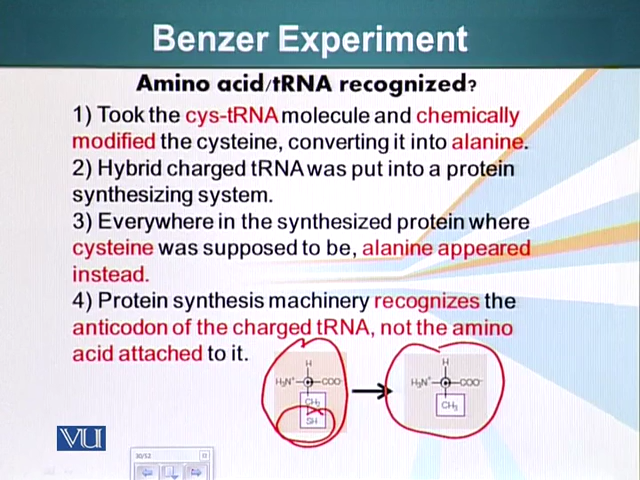 Benzer Experiment
Amino acid/tRNA recognized?
1) Took the cys-tRNA molecule and chemically
modified the cysteine, converting it into alanine.
2) Hybrid charged tRNA was put into a protein
synthesizing system.
3) Everywhere in the synthesized protein where
cysteine was supposed to be, alanine appeared
instead.
4) Protein synthesis machinery recognizes the
anticodon of the charged tRNA, not the amino
acid attached to it.
H
H₃N⁺ COO⁻
CH₂
SH
H
H₃N⁺ COO⁻
CH₃
VU
30/52